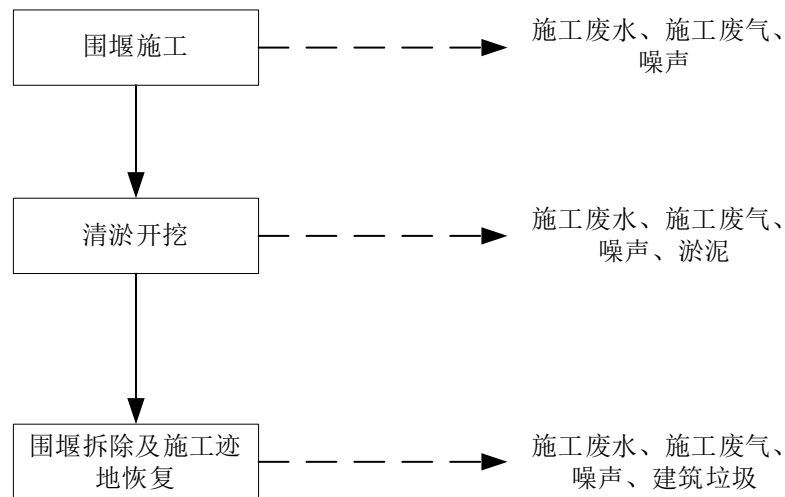 围堰施工
施工废水、施工废气、
噪声
清淤开挖
施工废水、施工废气、
噪声、淤泥
围堰拆除及施工迹
地恢复
施工废水、施工废气、
噪声、建筑垃圾